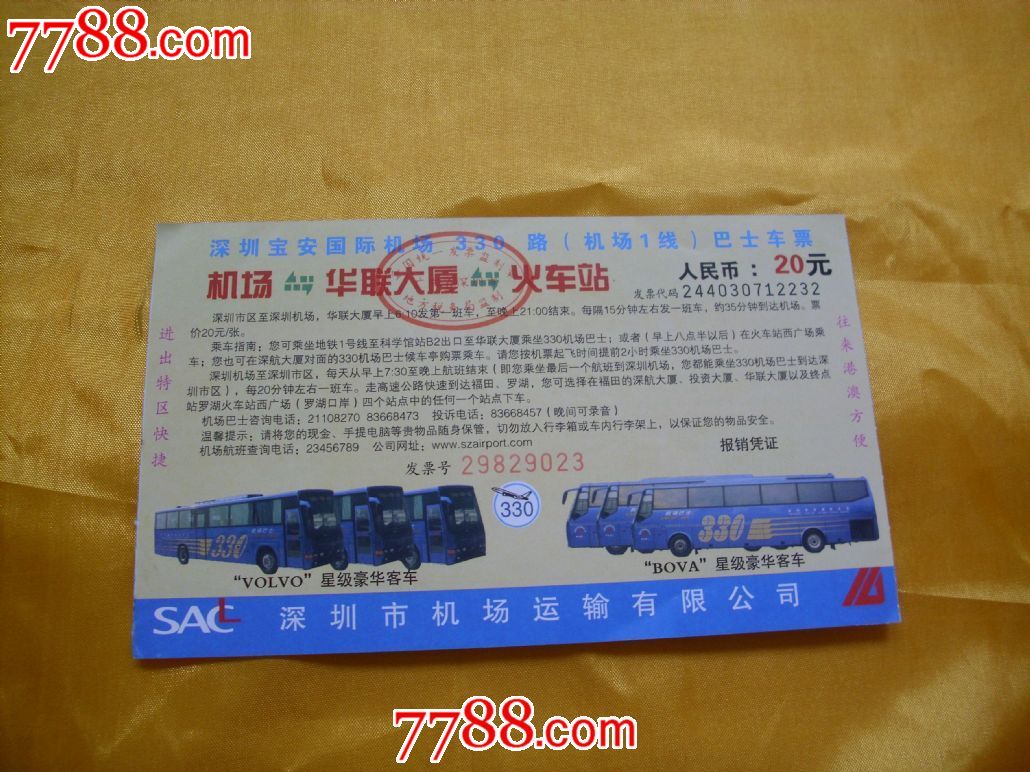 7788.com
7788.com
深圳宝安国际机场 330 路（机场1线）巴士车票
机场 华联大厦 火车站
人民币：20元
发票代码 244030712232
深圳市区至深圳机场，华联大厦早上6:10发第一班车，至晚上21:00结束。每隔15分钟左右发一班车，约35分钟到达机场。票
价20元/张。
乘车指南：您可乘坐地铁1号线至科学馆站B2出口至华联大厦乘坐330机场巴士；或者（早上八点半以后）在火车站西广场乘
车；您也可在深航大厦对面的330机场巴士候车亭购票乘车。请您按机票起飞时间提前2小时乘坐330机场巴士。
深圳机场至深圳市区，每天从早上7:30至晚上航班结束（即您乘坐最后一个航班到深圳机场，您都能乘坐330机场巴士到达深
圳市区），每20分钟左右一班车。走高速公路快速到达福田、罗湖，您可选择在福田的深航大厦、投资大厦、华联大厦以及终点
站罗湖火车站西广场（罗湖口岸）四个站点中的任何一个站点下车。
机场巴士咨询电话：21108270 83668473 投诉电话：83668457（晚间可录音）
温馨提示：请将您的现金、手提电脑等贵物品随身保管，切勿放入行李箱或车内行李架上，以保证您的物品安全。
机场航班查询电话：23456789 公司网址：www.szairport.com
报销凭证
进出特区快捷
往来港澳方便
发票号 29829023
330
330
330
“VOLVO”星级豪华客车
“BOVA”星级豪华客车
SACL 深圳市机场运输有限公司
7788.com